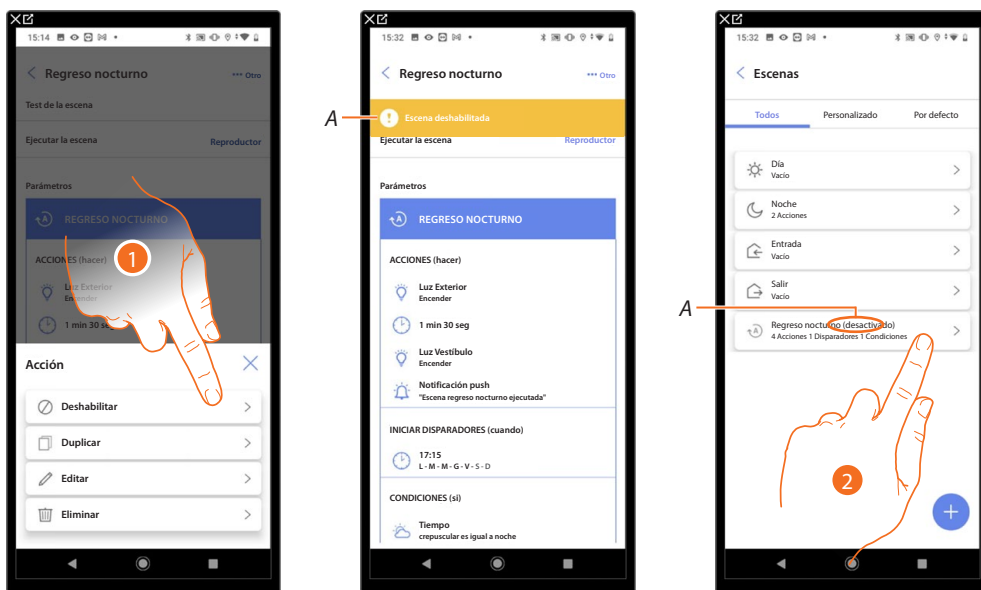 15:14
Regreso nocturno
••• Otro
Test de la escena
Ejecutar la escena
Reproductor
Parámetros
REGRESO NOCTURNO
ACCIONES (hacer)
1
Luz Exterior
Encender
1 min 30 seg
Acción
Deshabilitar
Duplicar
Editar
Eliminar
15:32
Regreso nocturno
••• Otro
A
Escena deshabilitada
Ejecutar la escena
Reproductor
Parámetros
REGRESO NOCTURNO
ACCIONES (hacer)
Luz Exterior
Encender
1 min 30 seg
Luz Vestíbulo
Encender
Notificación push
"Escena regreso nocturno ejecutada"
INICIAR DISPARADORES (cuando)
17:15
L - M - M - G - V - S - D
CONDICIONES (si)
Tiempo
crepuscular es igual a noche
15:32
Escenas
Todos
Personalizado
Por defecto
Día
Vacío
Noche
2 Acciones
Entrada
Vacío
Salir
Vacío
A
Regreso nocturno (desactivado)
4 Acciones 1 Disparadores 1 Condiciones
2